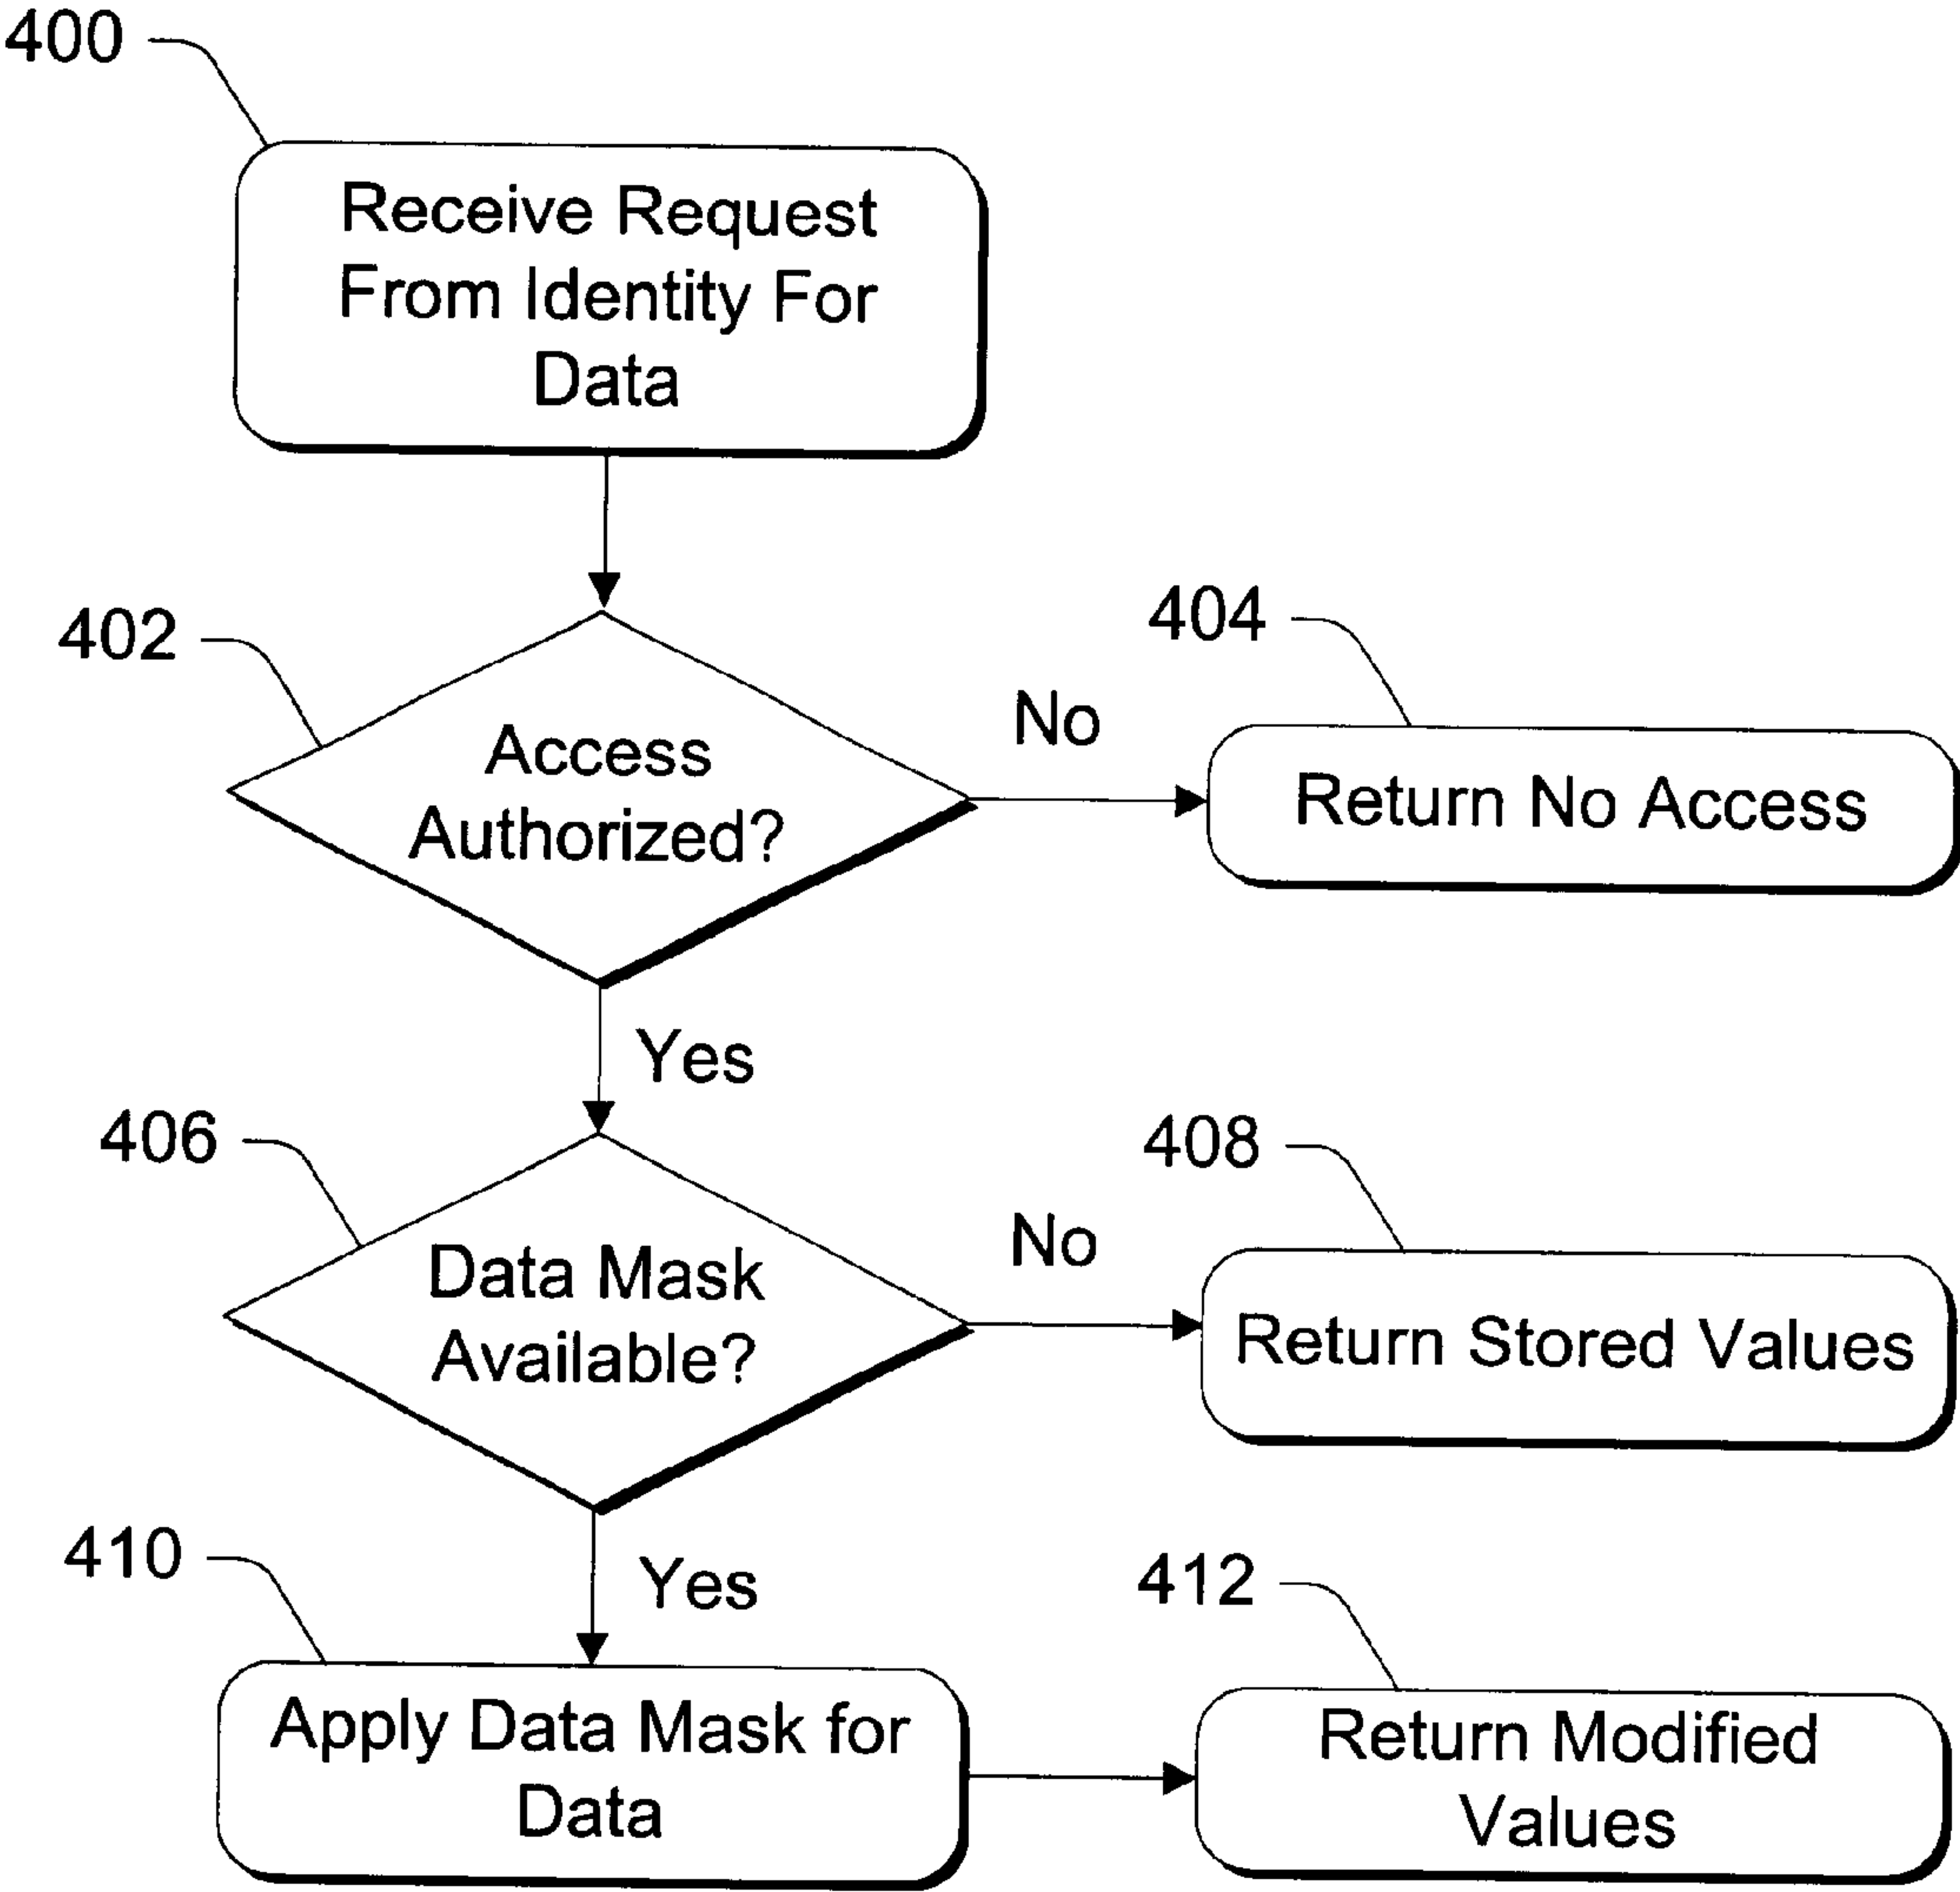 400
Receive Request
From Identity For
Data
402
Access
Authorized?
No
404
Return No Access
Yes
406
Data Mask
Available?
No
408
Return Stored Values
Yes
410
Apply Data Mask for
Data
412
Return Modified
Values